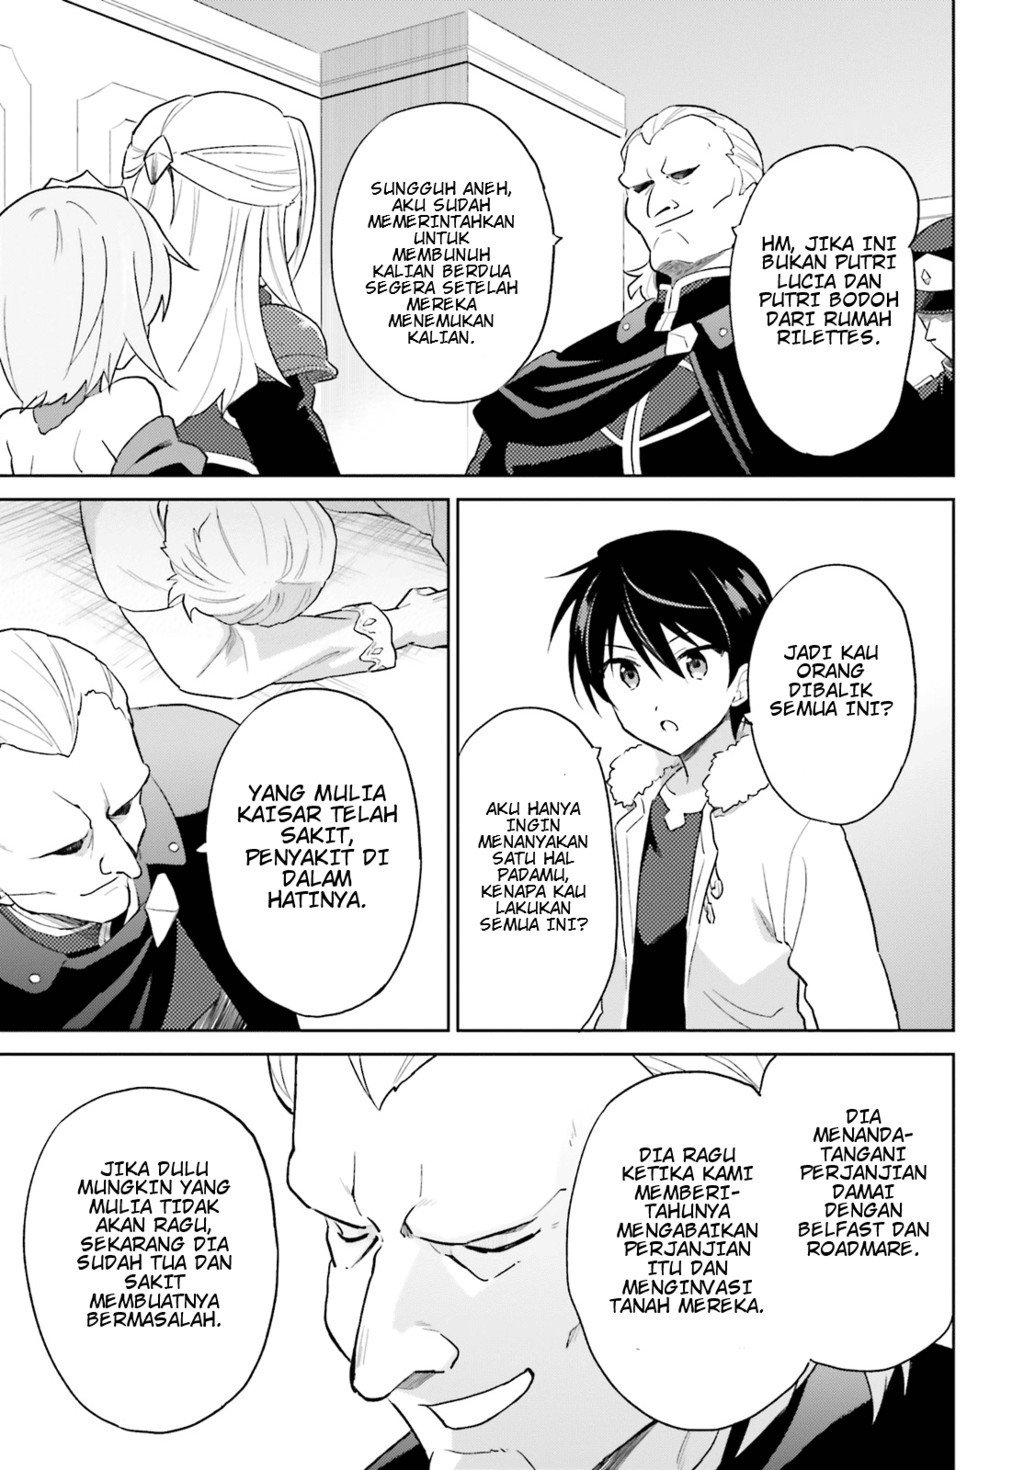 HM, JIKA INI
BUKAN PUTRI
LUCIA DAN
PUTRI BODOH
DARI RUMAH
RILETTES.
SUNGGUH ANEH,
AKU SUDAH
MEMERINTAHKAN
UNTUK
MEMBUNUH
KALIAN BERDUA
SEGERA SETELAH
MEREKA
MENEMUKAN
KALIAN.
JADI KAU
ORANG
DIBALIK
SEMUA INI?
AKU HANYA
INGIN
MENANYAKAN
SATU HAL
PADAMU,
KENAPA KAU
LAKUKAN
SEMUA INI?
YANG MULIA
KAISAR TELAH
SAKIT,
PENYAKIT DI
DALAM
HATINYA.
DIA
MENANDA-
TANGANI
PERJANJIAN
DAMAI
DENGAN
BELFAST DAN
ROADMARE.
DIA RAGU
KETIKA KAMI
MEMBERI-
TAHUNYA
MENGABAIKAN
PERJANJIAN
ITU DAN
MENGINVASI
TANAH MEREKA.
JIKA DULU
MUNGKIN YANG
MULIA TIDAK
AKAN RAGU,
SEKARANG DIA
SUDAH TUA DAN
SAKIT
MEMBUATNYA
BERMASALAH.